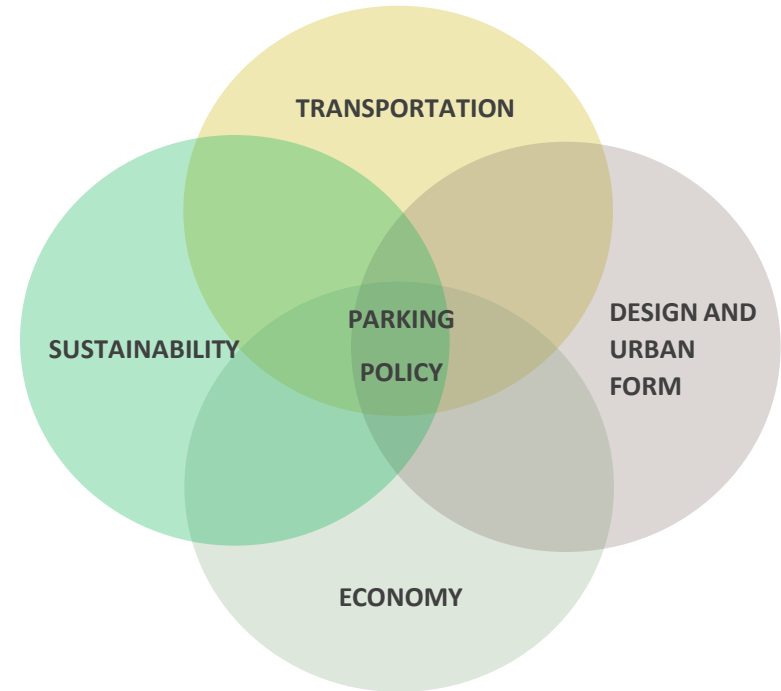 TRANSPORTATION
SUSTAINABILITY
PARKING
POLICY
DESIGN AND
URBAN
FORM
ECONOMY